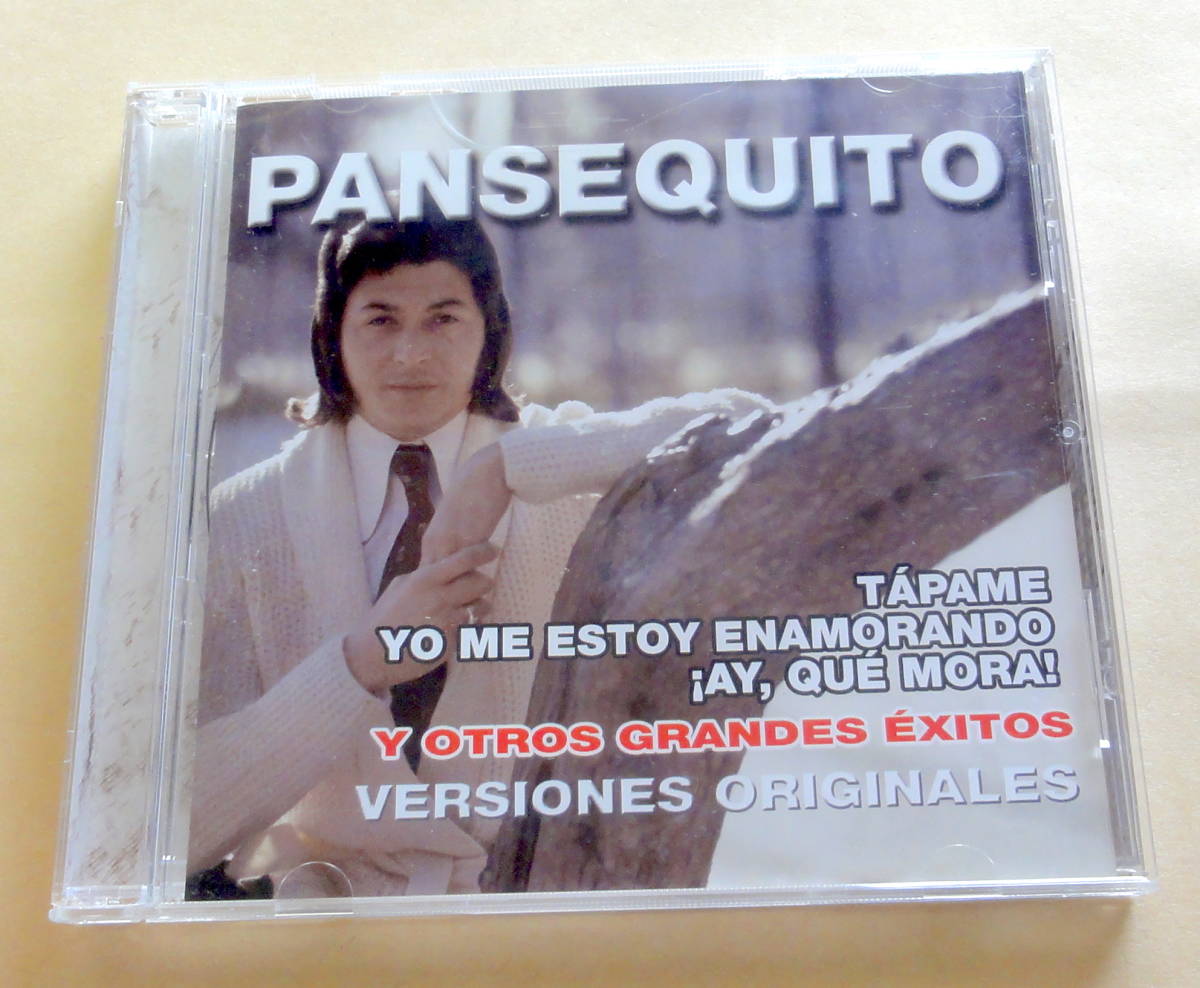 PANSEQUITO
TÁPAME
YO ME ESTOY ENAMORANDO
¡AY, QUÉ MORA!
Y OTROS GRANDES ÉXITOS
VERSIONES ORIGINALES